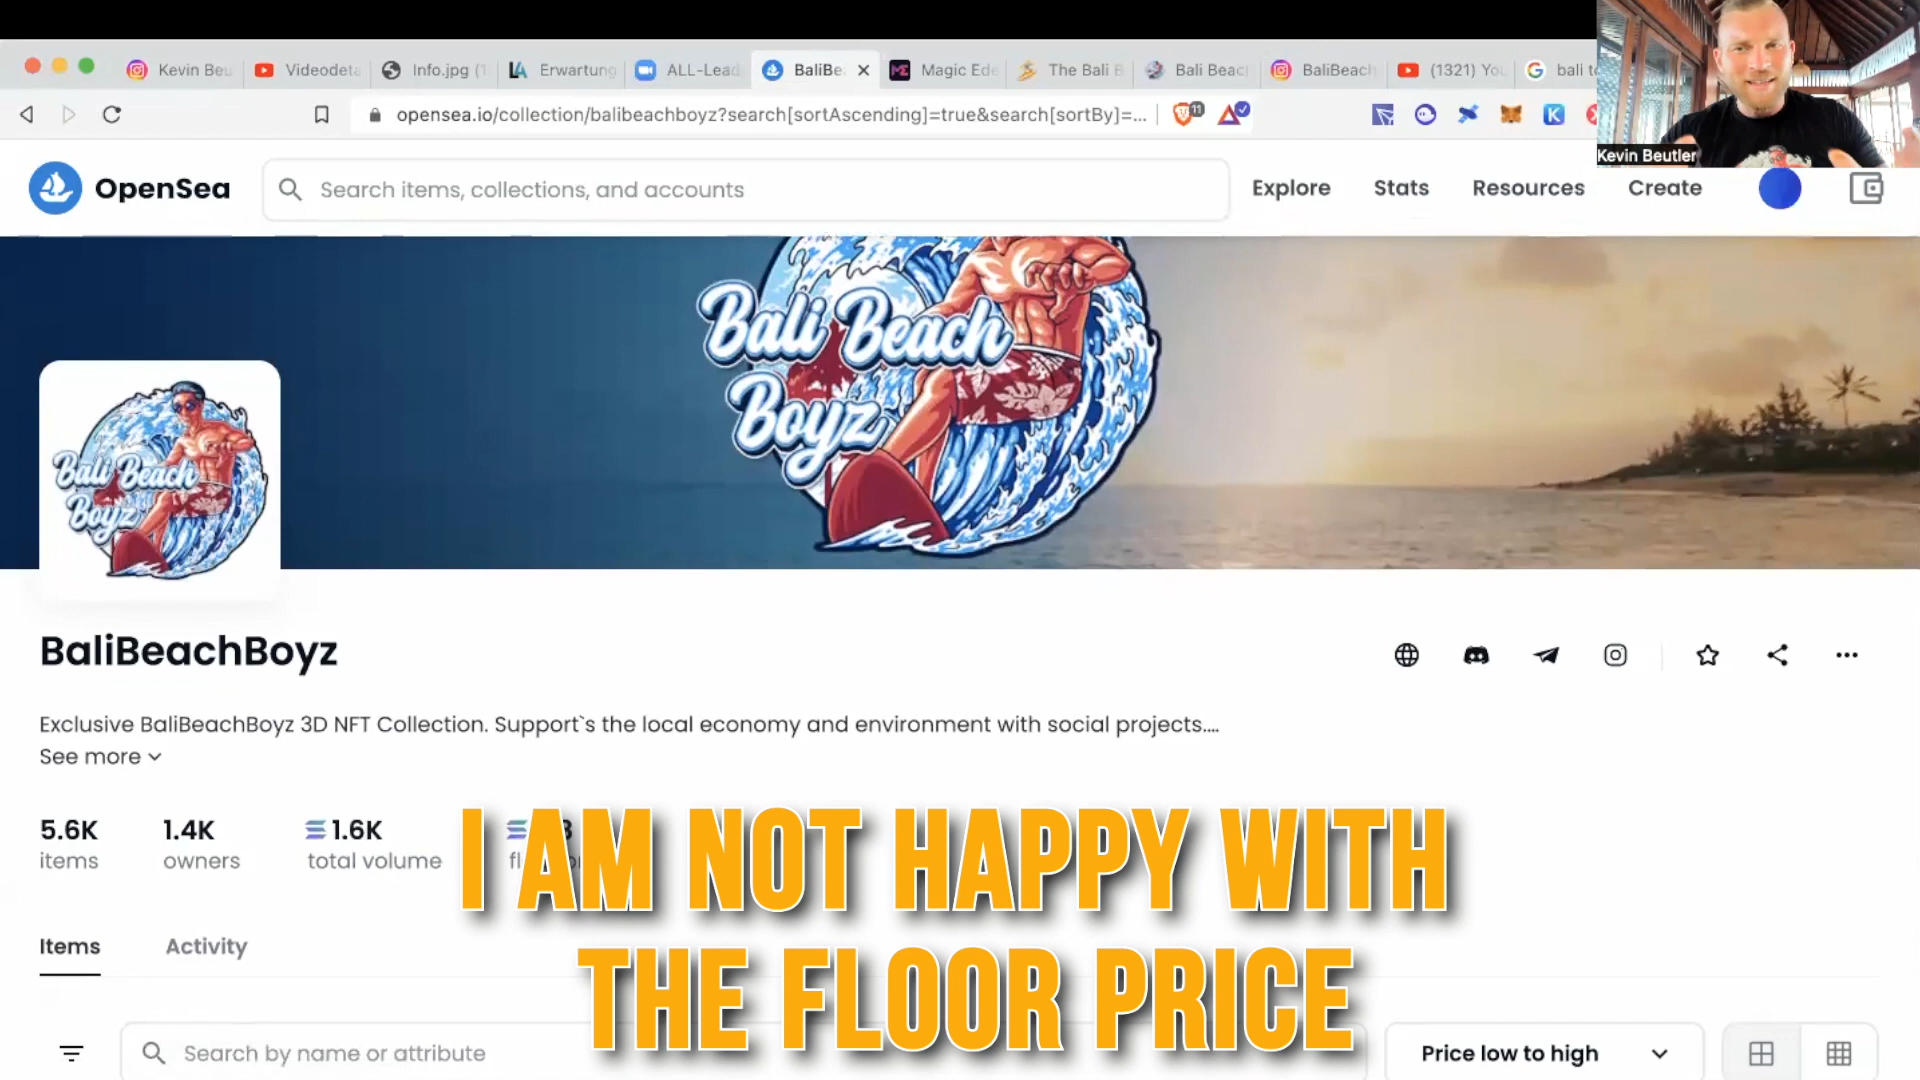 Kevin Beu
Videodeta
Info.jpg (1
Erwartung
ALL-Lead
BaliBe
Magic Ede
The Bali B
Bali Beac
BaliBeach
(1321) You
bali to
opensea.io/collection/balibeachboyz?search[sortAscending]=true&search[sortBy]=...
11
Kevin Beutler
OpenSea
Search items, collections, and accounts
Explore
Stats
Resources
Create
Bali Beach
Boyz
Bali Beach
Boyz
BaliBeachBoyz
Exclusive BaliBeachBoyz 3D NFT Collection. Support`s the local economy and environment with social projects....
See more
5.6K
items
1.4K
owners
1.6K
total volume
I AM NOT HAPPY WITH
THE FLOOR PRICE
Items
Activity
Search by name or attribute
Price low to high